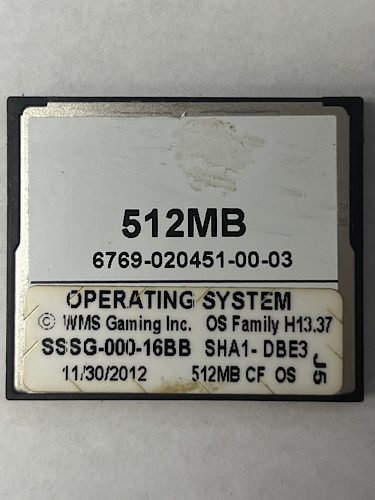 512MB
6769-020451-00-03
OPERATING SYSTEM
© WMS Gaming Inc. OS Family H13.37
SSSG-000-16BB SHA1- DBE3
11/30/2012 512MB CF OS
J5